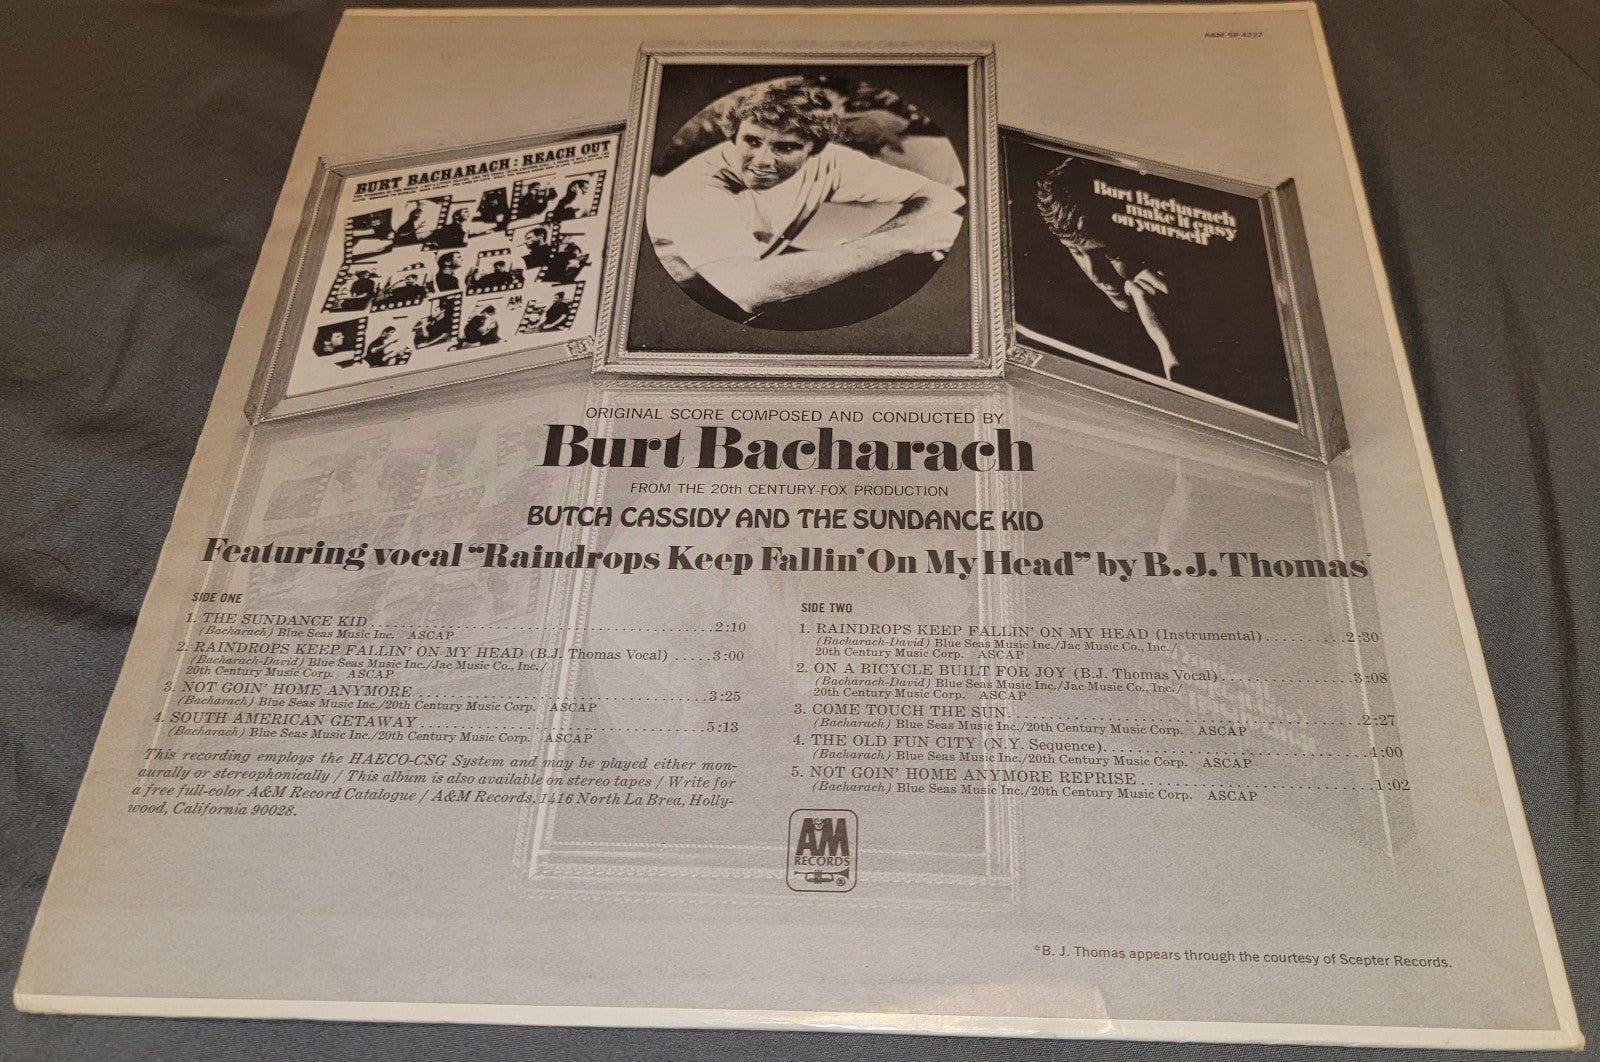 A&M SP 4227
BURT BACHARACH : REACH OUT
A&M
Burt Bacharach
make it easy
on yourself
ORIGINAL SCORE COMPOSED AND CONDUCTED BY
Burt Bacharach
FROM THE 20th CENTURY-FOX PRODUCTION
BUTCH CASSIDY AND THE SUNDANCE KID
Featuring vocal “Raindrops Keep Fallin’ On My Head” by B.J. Thomas*
SIDE ONE
1. THE SUNDANCE KID ........................................ 2:10
(Bacharach) Blue Seas Music Inc. ASCAP
2. RAINDROPS KEEP FALLIN’ ON MY HEAD (B.J. Thomas Vocal) ..... 3:00
(Bacharach-David) Blue Seas Music Inc./Jac Music Co., Inc./
20th Century Music Corp. ASCAP
3. NOT GOIN’ HOME ANYMORE ................................. 3:25
(Bacharach) Blue Seas Music Inc./20th Century Music Corp. ASCAP
4. SOUTH AMERICAN GETAWAY ................................. 5:13
(Bacharach) Blue Seas Music Inc./20th Century Music Corp. ASCAP
This recording employs the HAECO-CSG System and may be played either mon-
aurally or stereophonically / This album is also available on stereo tapes / Write for
a free full-color A&M Record Catalogue / A&M Records, 1416 North La Brea, Holly-
wood, California 90028.
SIDE TWO
1. RAINDROPS KEEP FALLIN’ ON MY HEAD (Instrumental) .......... 2:30
(Bacharach-David) Blue Seas Music Inc./Jac Music Co., Inc./
20th Century Music Corp. ASCAP
2. ON A BICYCLE BUILT FOR JOY (B.J. Thomas Vocal) ............... 3:08
(Bacharach-David) Blue Seas Music Inc./Jac Music Co., Inc./
20th Century Music Corp. ASCAP
3. COME TOUCH THE SUN ....................................... 2:27
(Bacharach) Blue Seas Music Inc./20th Century Music Corp. ASCAP
4. THE OLD FUN CITY (N.Y. Sequence) ............................ 4:00
(Bacharach) Blue Seas Music Inc./20th Century Music Corp. ASCAP
5. NOT GOIN’ HOME ANYMORE REPRISE .......................... 1:02
(Bacharach) Blue Seas Music Inc./20th Century Music Corp. ASCAP
A&M
RECORDS
®
*B. J. Thomas appears through the courtesy of Scepter Records.